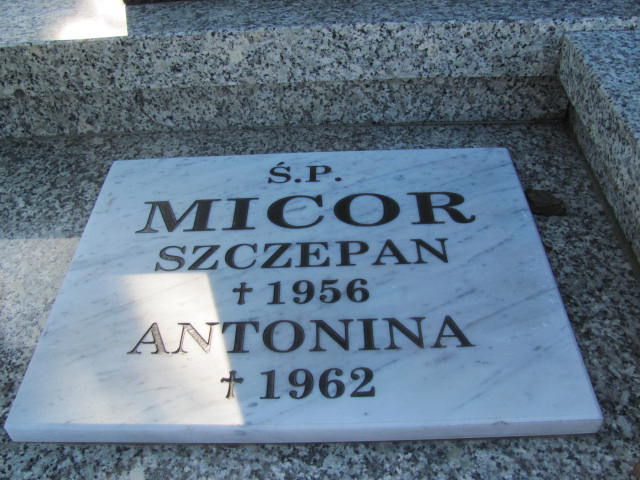 Ś.P.
MICOR
SZCZEPAN
† 1956
ANTONINA
† 1962